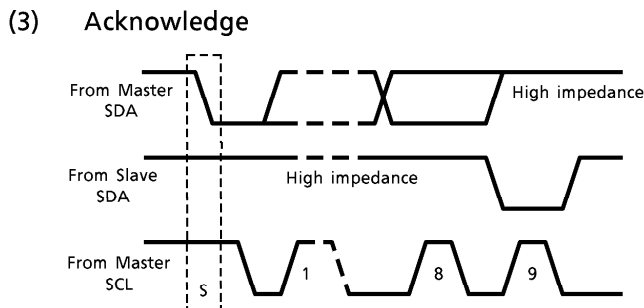 (3) Acknowledge
From Master
SDA
High impedance
From Slave
SDA
High impedance
From Master
SCL
S
1
8
9